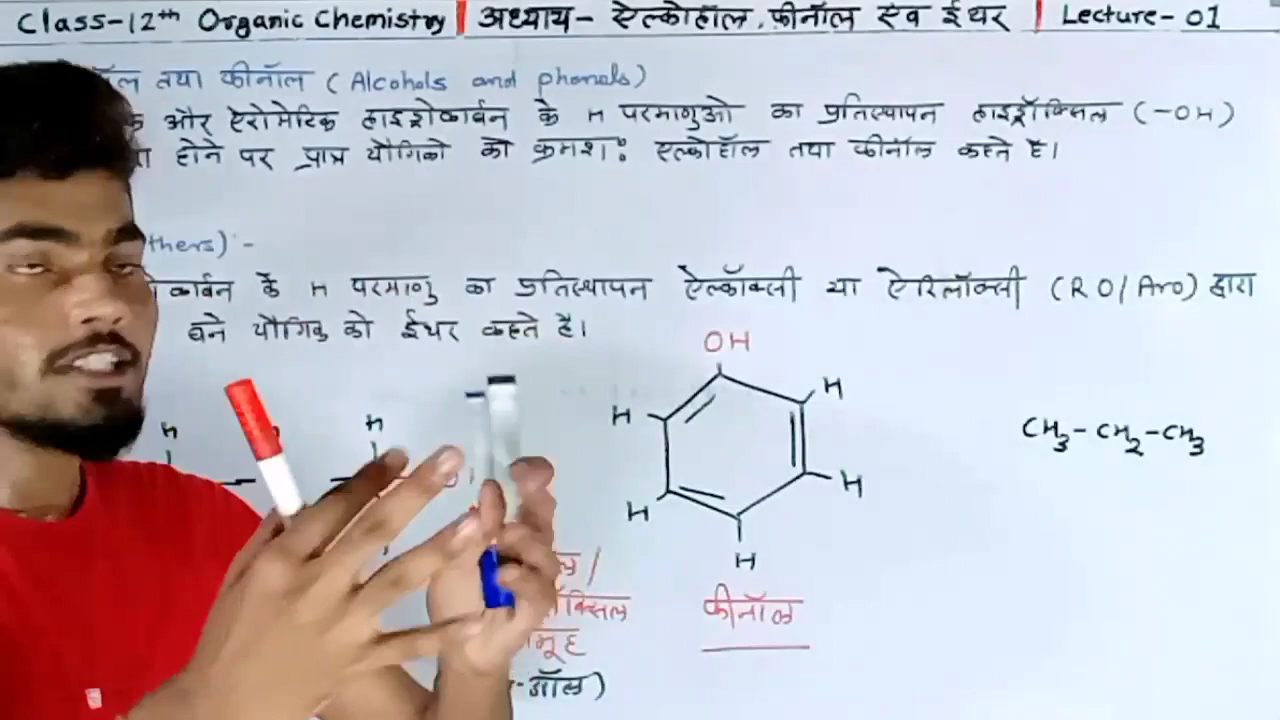 Class-12th Organic Chemistry | अध्याय- ऐल्कोहॉल, फीनॉल एंव ईथर | Lecture-01
तथा फीनॉल (Alcohols and phenols)
और ऐरोमेटिक हाइड्रोकार्बन के H परमाणुओ का प्रतिस्थापन हाइड्रॉक्सिल (-OH)
होने पर प्राप्त यौगिको को क्रमश: एल्कोहॉल तथा फीनॉल कहते है।
thers) :-
कार्बन के H परमाणु का प्रतिस्थापन ऐल्कॉक्सी या ऐरिलॉक्सी (RO/Aro) द्वारा
बने यौगिक को ईथर कहते है।
OH
H H
H H CH3-CH2-CH3
H H
H
H
फीनॉल